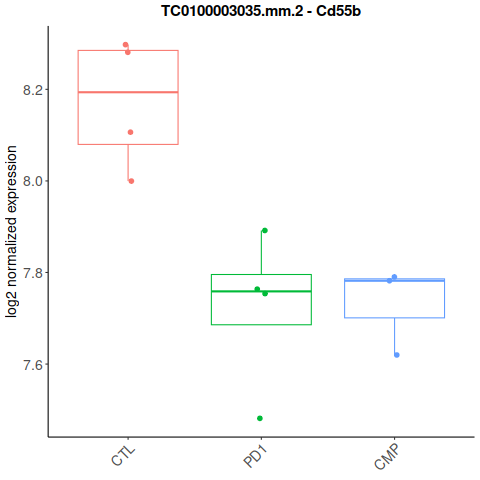 TC0100003035.mm.2 - Cd55b
log2 normalized expression
8.2
8.0
7.8
7.6
CTL
PD1
CMP